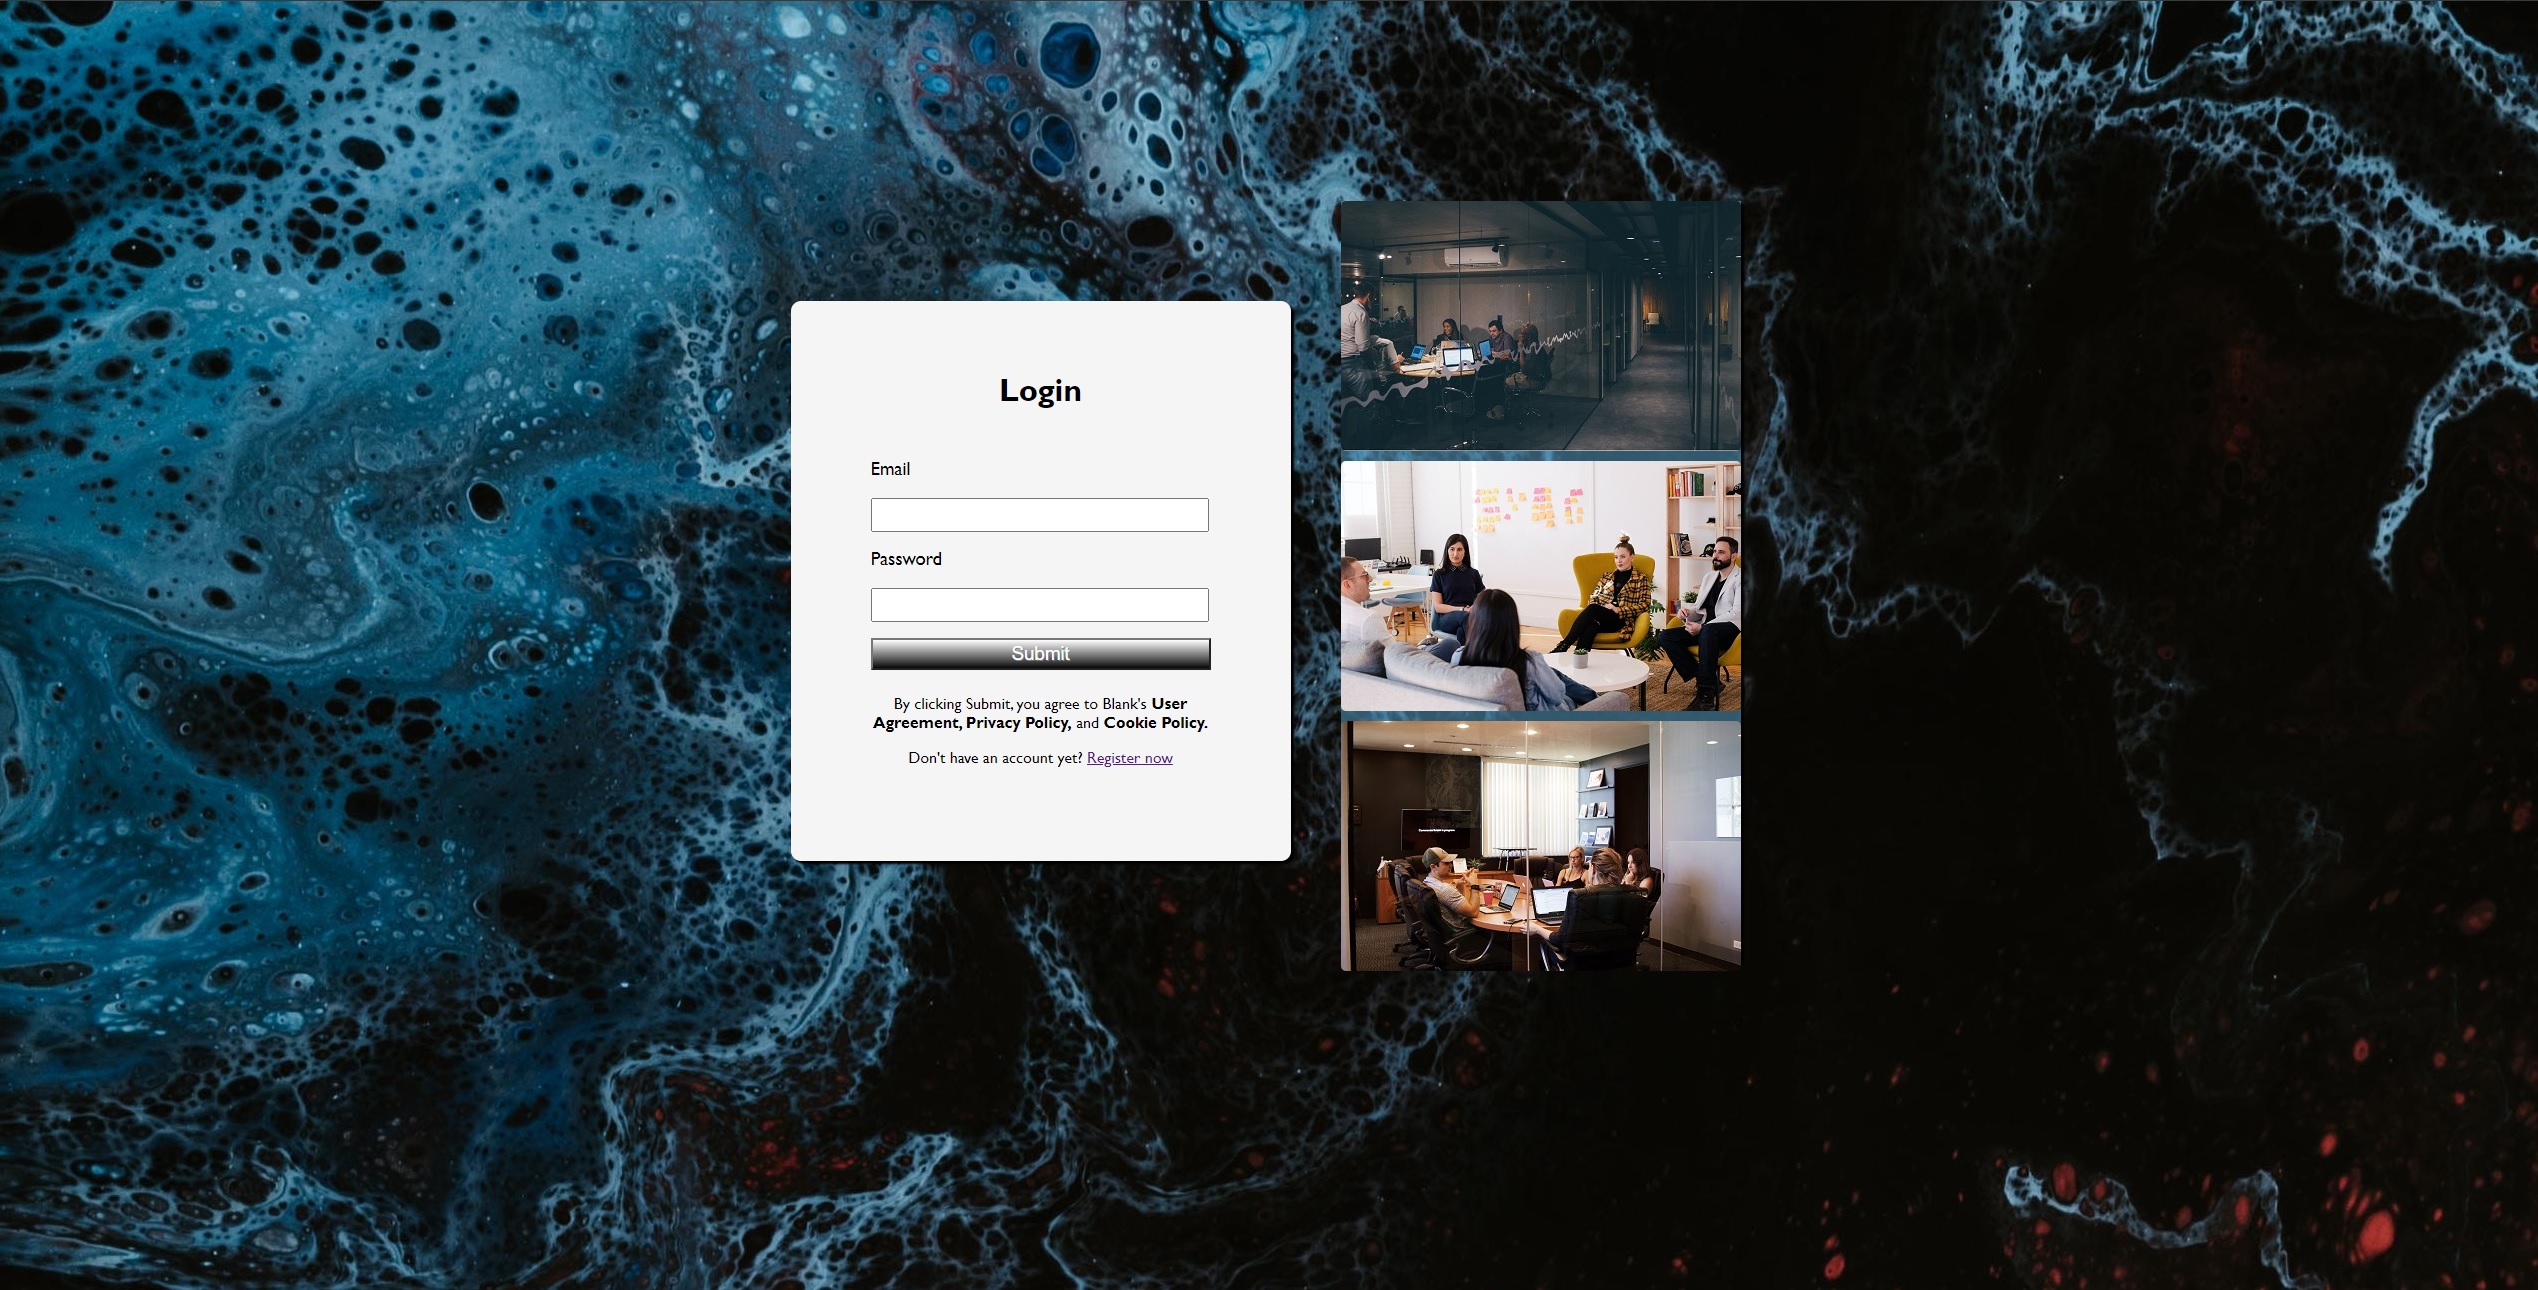 Login
Email
Password
Submit
By clicking Submit, you agree to Blank's User
Agreement, Privacy Policy, and Cookie Policy.
Don't have an account yet? Register now